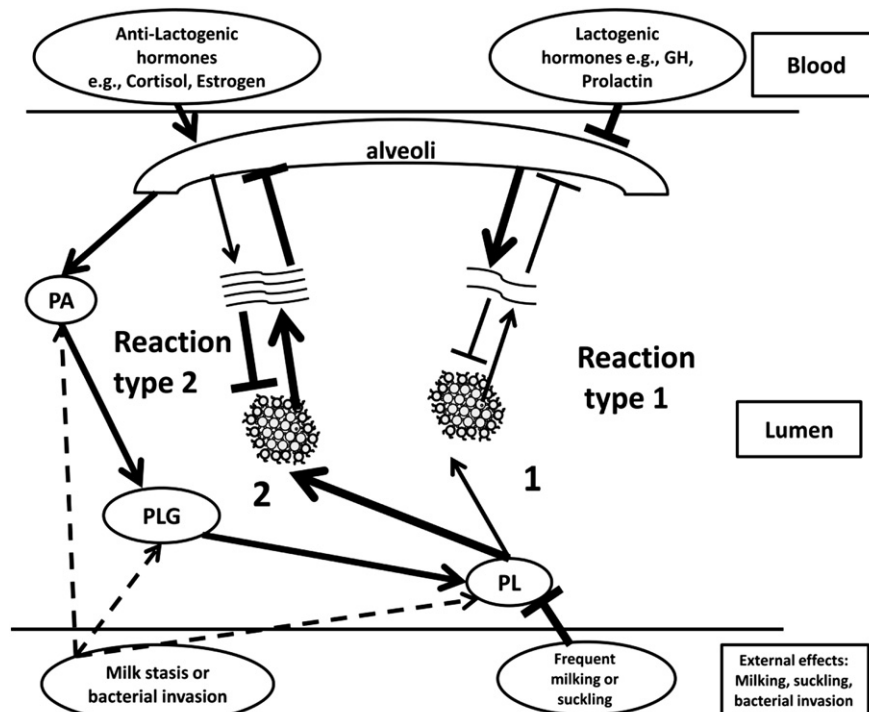 Anti-Lactogenic
hormones
e.g., Cortisol, Estrogen
Lactogenic
hormones e.g., GH,
Prolactin
Blood
alveoli
PA
Reaction
type 2
Reaction
type 1
Lumen
2
1
PLG
PL
Milk stasis or
bacterial invasion
Frequent
milking or
suckling
External effects:
Milking, suckling,
bacterial invasion